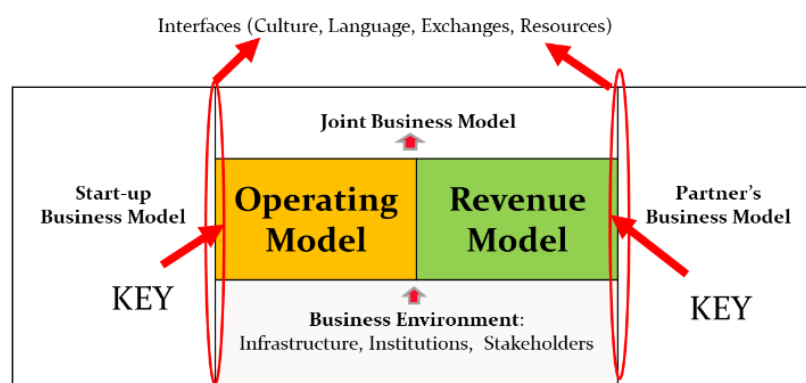 Interfaces (Culture, Language, Exchanges, Resources)
Joint Business Model
Start-up
Business Model
Operating
Model
Revenue
Model
Partner's
Business Model
KEY
KEY
Business Environment:
Infrastructure, Institutions, Stakeholders